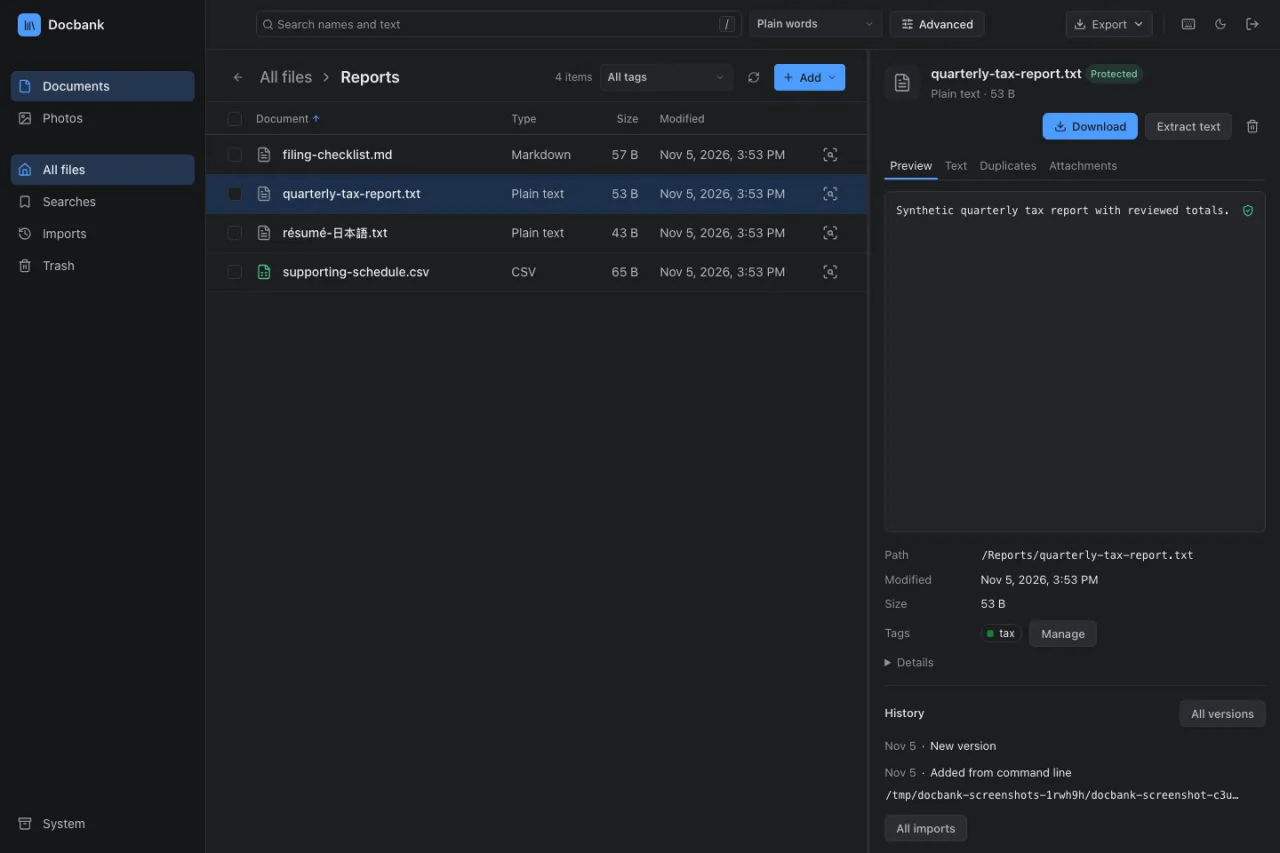 Docbank
Search names and text
/
Plain words
Advanced
Export
Documents
Photos
All files
Searches
Imports
Trash
System
All files › Reports
4 items
All tags
Add
Document Type Size Modified
filing-checklist.md Markdown 57 B Nov 5, 2026, 3:53 PM
quarterly-tax-report.txt Plain text 53 B Nov 5, 2026, 3:53 PM
résumé-日本語.txt Plain text 43 B Nov 5, 2026, 3:53 PM
supporting-schedule.csv CSV 65 B Nov 5, 2026, 3:53 PM
quarterly-tax-report.txt Protected
Plain text · 53 B
Download
Extract text
Preview Text Duplicates Attachments
Synthetic quarterly tax report with reviewed totals.
Path /Reports/quarterly-tax-report.txt
Modified Nov 5, 2026, 3:53 PM
Size 53 B
Tags tax Manage
Details
History All versions
Nov 5 · New version
Nov 5 · Added from command line
/tmp/docbank-screenshots-1rwh9h/docbank-screenshot-c3u…
All imports